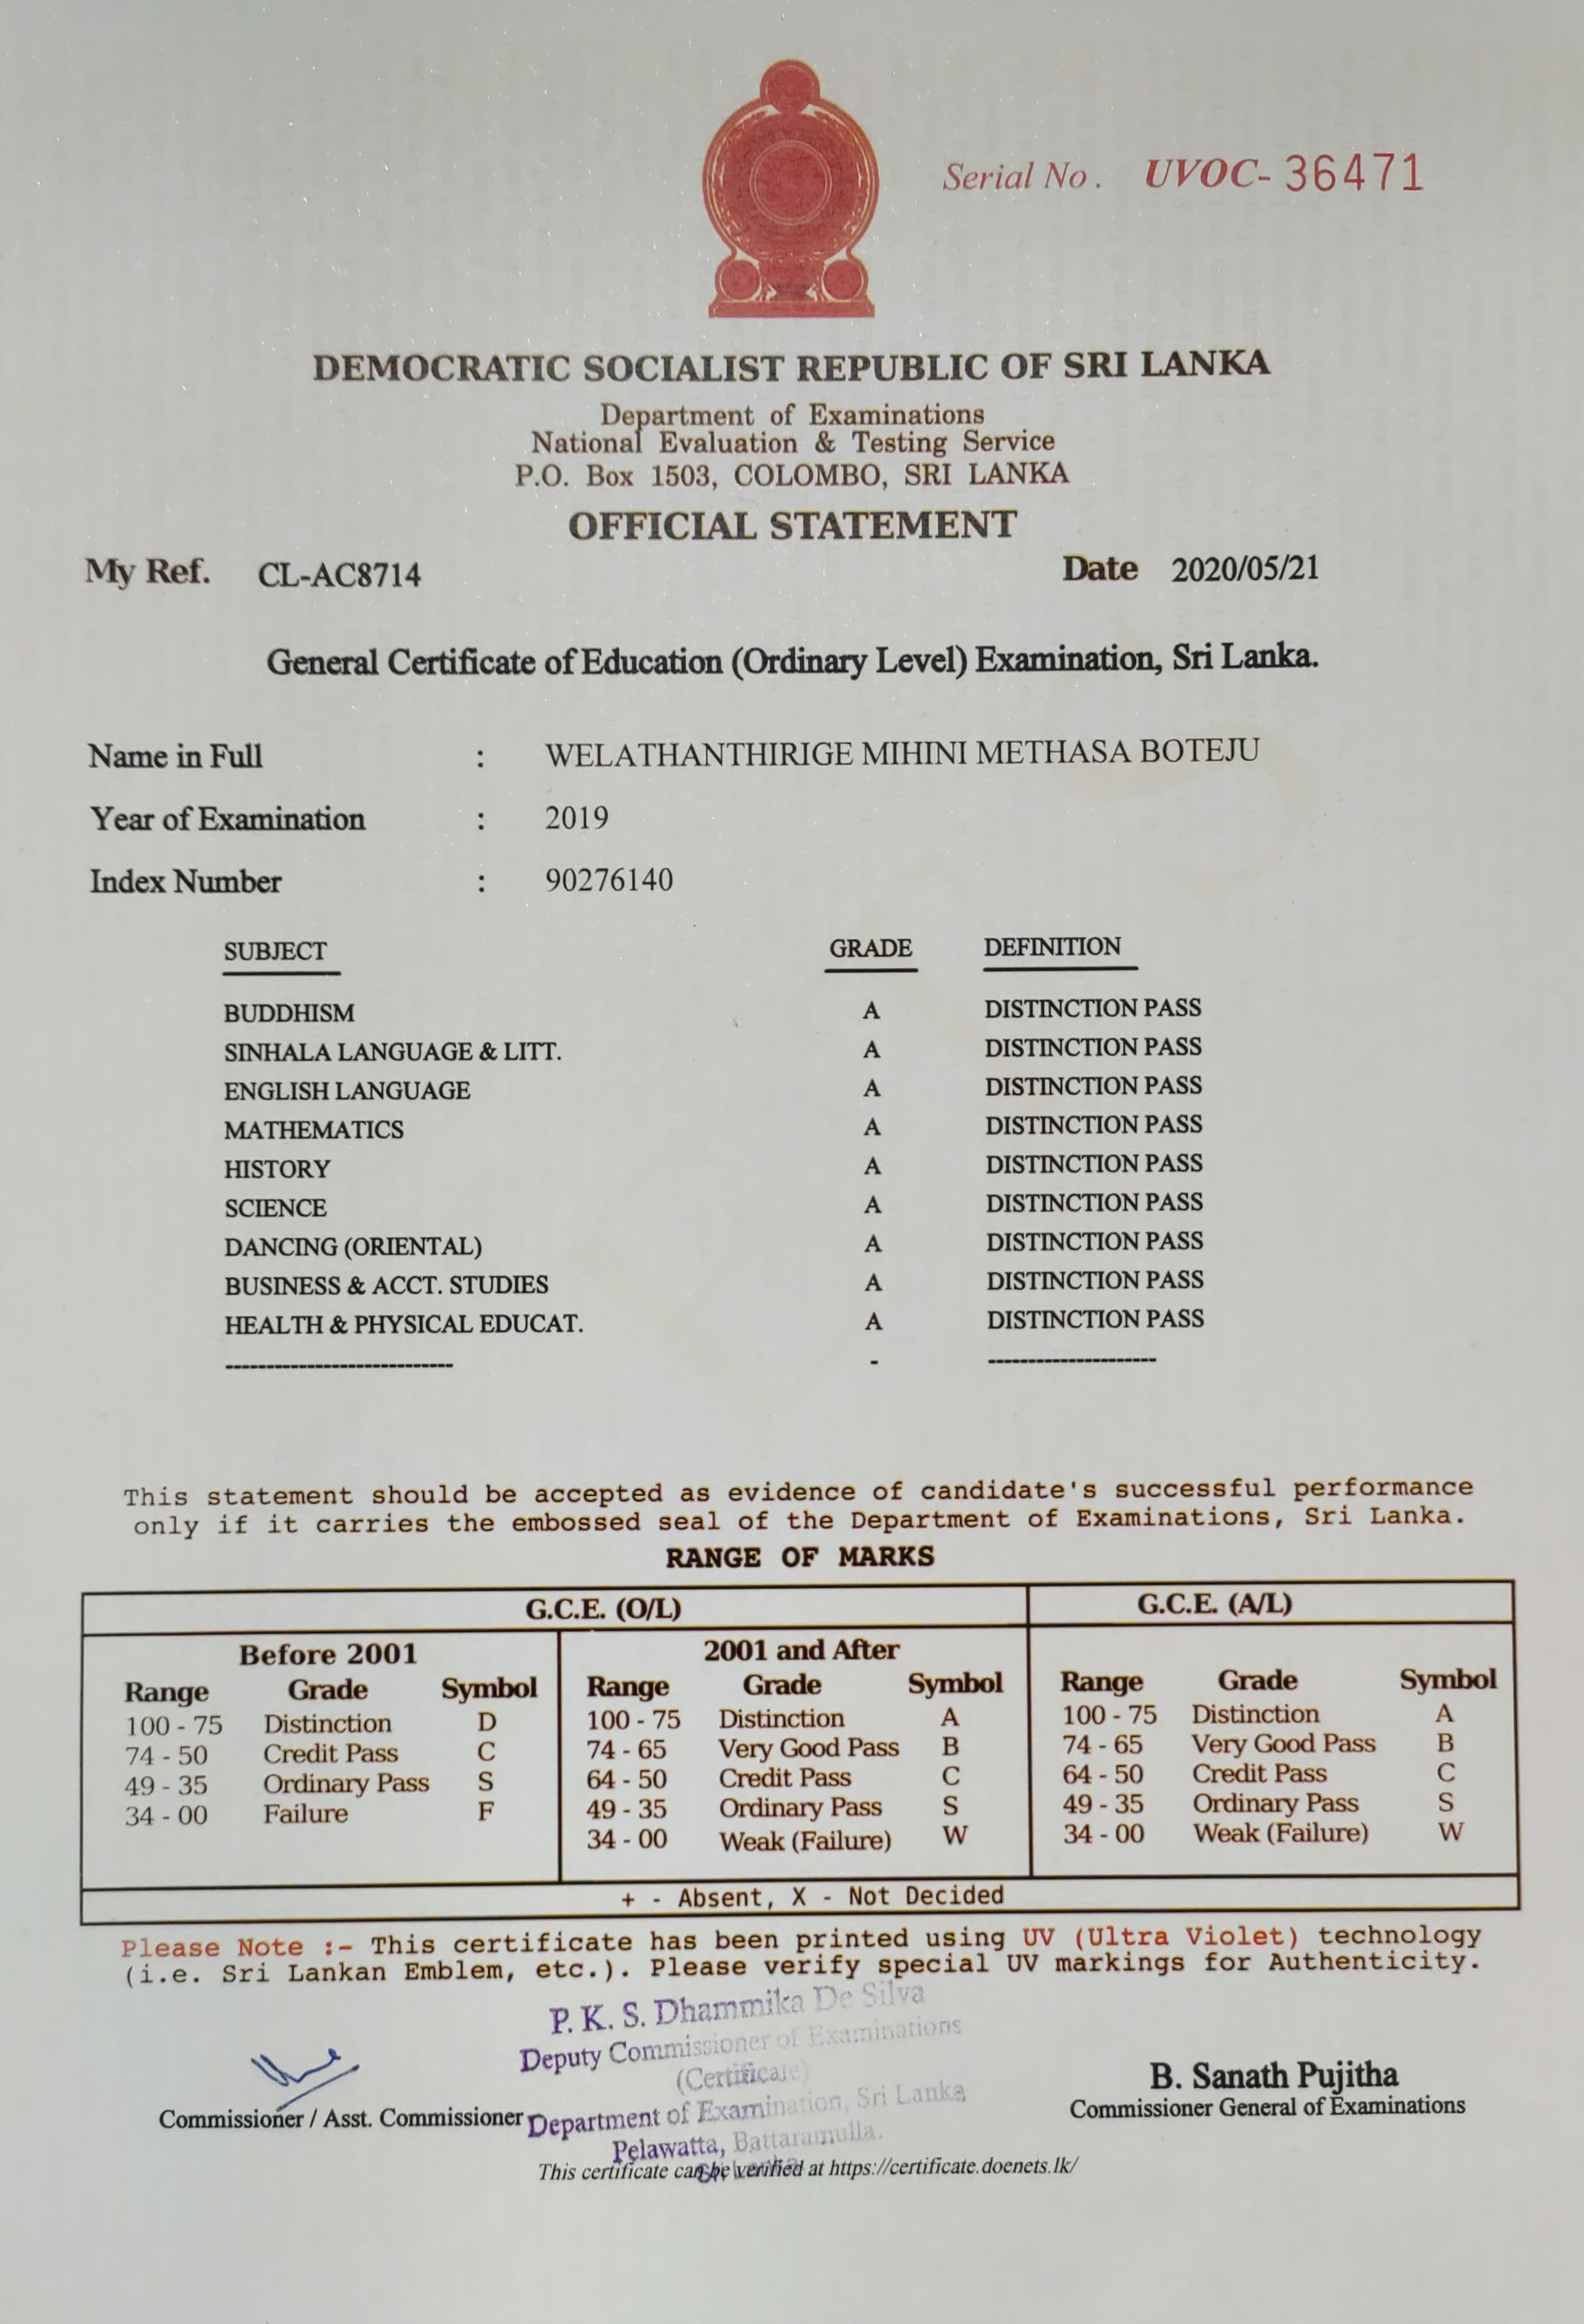 Serial No. UVOC- 36471
DEMOCRATIC SOCIALIST REPUBLIC OF SRI LANKA
Department of Examinations
National Evaluation & Testing Service
P.O. Box 1503, COLOMBO, SRI LANKA
OFFICIAL STATEMENT
My Ref. CL-AC8714 Date 2020/05/21
General Certificate of Education (Ordinary Level) Examination, Sri Lanka.
Name in Full : WELATHANTHIRIGE MIHINI METHASA BOTEJU
Year of Examination : 2019
Index Number : 90276140
SUBJECT GRADE DEFINITION
BUDDHISM A DISTINCTION PASS
SINHALA LANGUAGE & LITT. A DISTINCTION PASS
ENGLISH LANGUAGE A DISTINCTION PASS
MATHEMATICS A DISTINCTION PASS
HISTORY A DISTINCTION PASS
SCIENCE A DISTINCTION PASS
DANCING (ORIENTAL) A DISTINCTION PASS
BUSINESS & ACCT. STUDIES A DISTINCTION PASS
HEALTH & PHYSICAL EDUCAT. A DISTINCTION PASS
---------------------------- - ---------------------
This statement should be accepted as evidence of candidate's successful performance
only if it carries the embossed seal of the Department of Examinations, Sri Lanka.
RANGE OF MARKS
G.C.E. (O/L) G.C.E. (A/L)
Before 2001 2001 and After
Range Grade Symbol Range Grade Symbol Range Grade Symbol
100 - 75 Distinction D 100 - 75 Distinction A 100 - 75 Distinction A
74 - 50 Credit Pass C 74 - 65 Very Good Pass B 74 - 65 Very Good Pass B
49 - 35 Ordinary Pass S 64 - 50 Credit Pass C 64 - 50 Credit Pass C
34 - 00 Failure F 49 - 35 Ordinary Pass S 49 - 35 Ordinary Pass S
34 - 00 Weak (Failure) W 34 - 00 Weak (Failure) W
+ - Absent, X - Not Decided
Please Note :- This certificate has been printed using UV (Ultra Violet) technology
(i.e. Sri Lankan Emblem, etc.). Please verify special UV markings for Authenticity.
P. K. S. Dhammika De Silva
Deputy Commissioner of Examinations
(Certificate)
Department of Examination, Sri Lanka
Pelawatta, Battaramulla.
Sri Lanka
Commissioner / Asst. Commissioner
B. Sanath Pujitha
Commissioner General of Examinations
This certificate can be verified at https://certificate.doenets.lk/